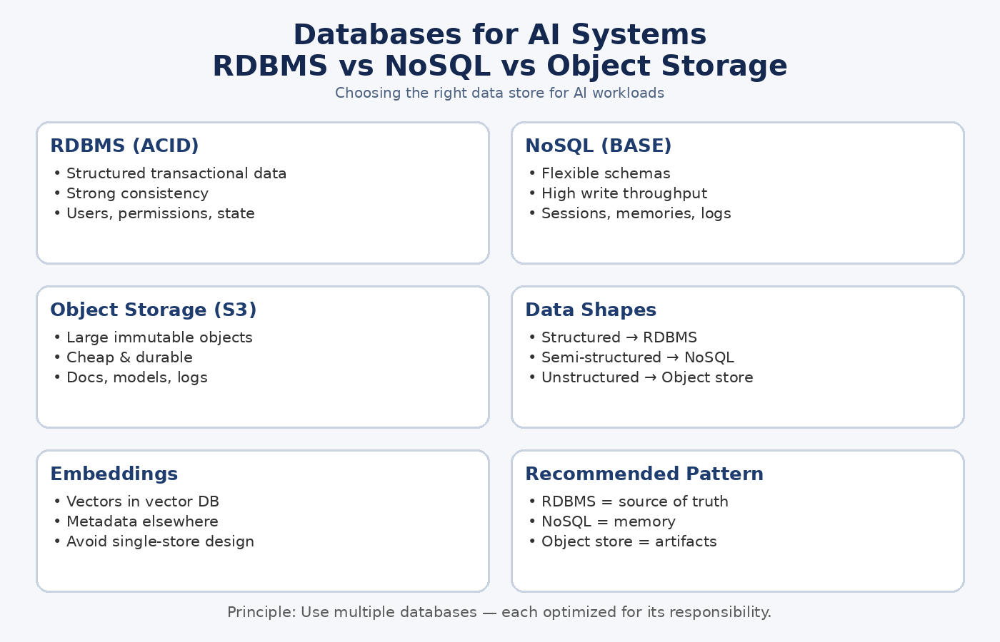 Databases for AI Systems
RDBMS vs NoSQL vs Object Storage
Choosing the right data store for AI workloads
RDBMS (ACID)
• Structured transactional data
• Strong consistency
• Users, permissions, state
NoSQL (BASE)
• Flexible schemas
• High write throughput
• Sessions, memories, logs
Object Storage (S3)
• Large immutable objects
• Cheap & durable
• Docs, models, logs
Data Shapes
• Structured → RDBMS
• Semi-structured → NoSQL
• Unstructured → Object store
Embeddings
• Vectors in vector DB
• Metadata elsewhere
• Avoid single-store design
Recommended Pattern
• RDBMS = source of truth
• NoSQL = memory
• Object store = artifacts
Principle: Use multiple databases — each optimized for its responsibility.